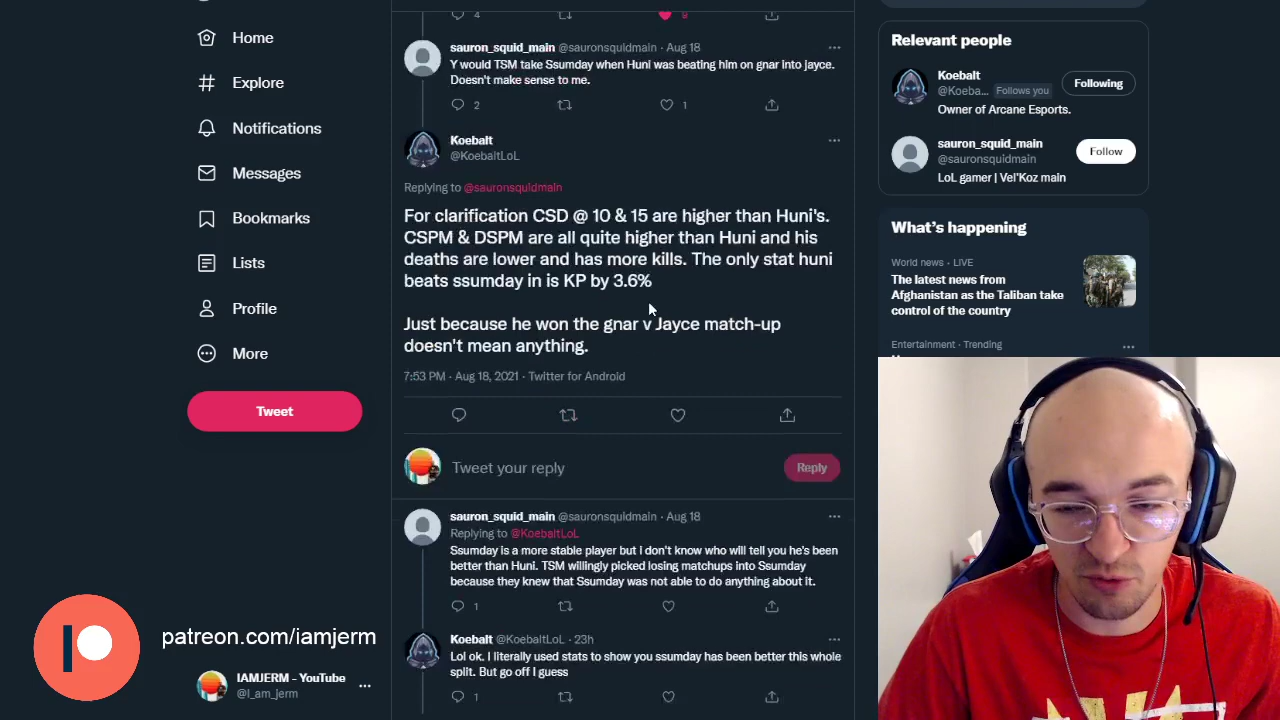 Home
Explore
Notifications
Messages
Bookmarks
Lists
Profile
More
Tweet
patreon.com/iamjerm
IAMJERM - YouTube
@I_am_jerm
4
sauron_squid_main @sauronsquidmain · Aug 18
Y would TSM take Ssumday when Huni was beating him on gnar into jayce.
Doesn't make sense to me.
2
1
Koebalt
@KoebaltLoL
Replying to @sauronsquidmain
For clarification CSD @ 10 & 15 are higher than Huni's.
CSPM & DSPM are all quite higher than Huni and his
deaths are lower and has more kills. The only stat huni
beats ssumday in is KP by 3.6%
Just because he won the gnar v Jayce match-up
doesn't mean anything.
7:53 PM · Aug 18, 2021 · Twitter for Android
Tweet your reply
Reply
sauron_squid_main @sauronsquidmain · Aug 18
Replying to @KoebaltLoL
Ssumday is a more stable player but i don't know who will tell you he's been
better than Huni. TSM willingly picked losing matchups into Ssumday
because they knew that Ssumday was not able to do anything about it.
1
Koebalt @KoebaltLoL · 23h
Lol ok. I literally used stats to show you ssumday has been better this whole
split. But go off I guess
1
Relevant people
Koebalt
@Koeba... Follows you
Following
Owner of Arcane Esports.
sauron_squid_main
@sauronsquidmain
Follow
LoL gamer | Vel'Koz main
What's happening
World news · LIVE
The latest news from
Afghanistan as the Taliban take
control of the country
Entertainment · Trending